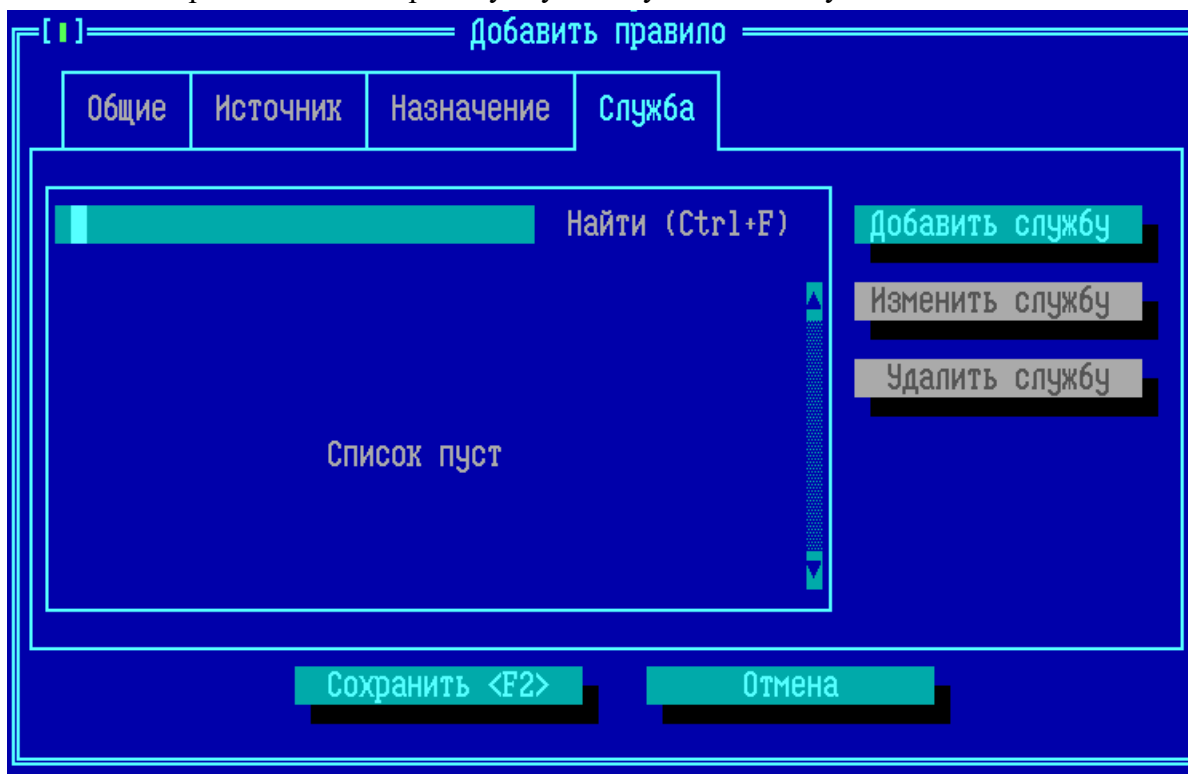 [▮] Добавить правило
Общие Источник Назначение Служба
Найти (Ctrl+F) Добавить службу
Изменить службу
Удалить службу
Список пуст
Сохранить <F2> Отмена